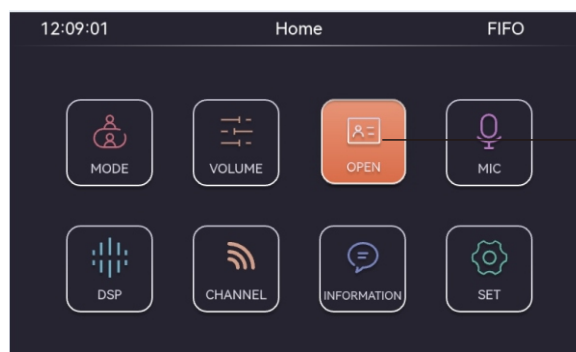 12:09:01 Home FIFO
MODE VOLUME OPEN MIC
DSP CHANNEL INFORMATION SET